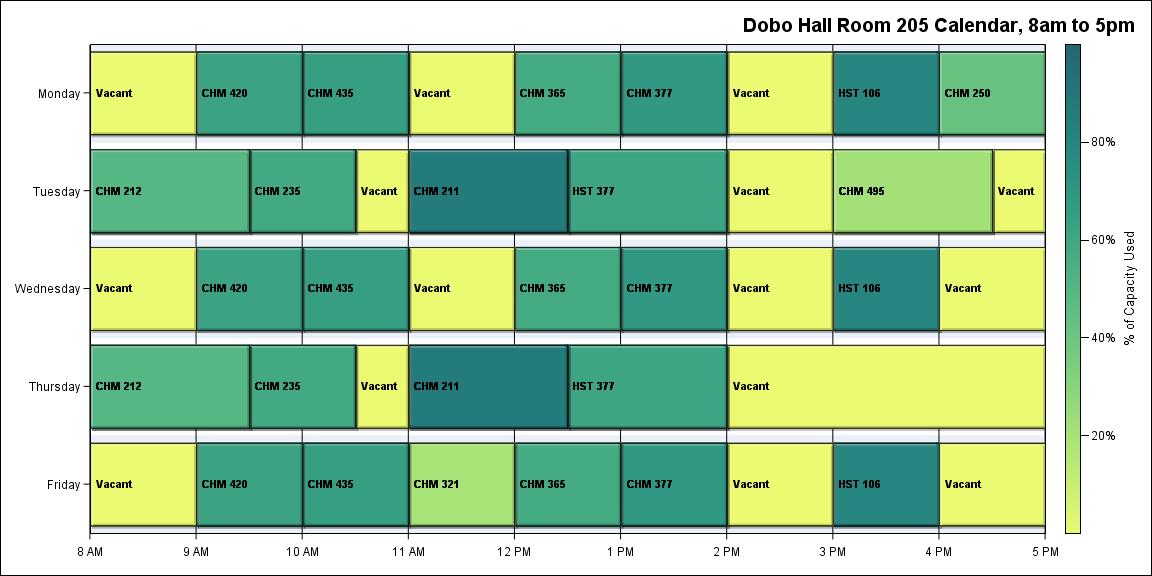 Dobo Hall Room 205 Calendar, 8am to 5pm
Monday
Vacant
CHM 420
CHM 435
Vacant
CHM 365
CHM 377
Vacant
HST 106
CHM 250
Tuesday
CHM 212
CHM 235
Vacant
CHM 211
HST 377
Vacant
CHM 495
Vacant
Wednesday
Vacant
CHM 420
CHM 435
Vacant
CHM 365
CHM 377
Vacant
HST 106
Vacant
Thursday
CHM 212
CHM 235
Vacant
CHM 211
HST 377
Vacant
Friday
Vacant
CHM 420
CHM 435
CHM 321
CHM 365
CHM 377
Vacant
HST 106
Vacant
8 AM
9 AM
10 AM
11 AM
12 PM
1 PM
2 PM
3 PM
4 PM
5 PM
80%
60%
40%
20%
% of Capacity Used